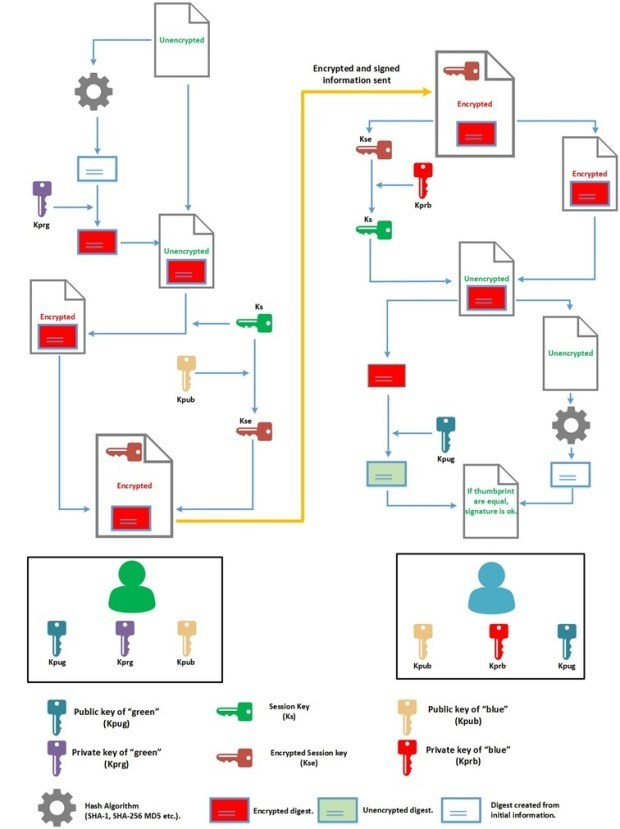 Unencrypted
Kprg
Unencrypted
Encrypted
Ks
Kpub
Kse
Encrypted
Encrypted and signed
information sent
Encrypted
Kse
Kprb
Encrypted
Ks
Unencrypted
Unencrypted
Kpug
If thumbprint
are equal,
signature is ok.
Kpug
Kprg
Kpub
Kpub
Kprb
Kpug
Public key of “green”
(Kpug)
Session Key
(Ks)
Public key of “blue”
(Kpub)
Private key of “green”
(Kprg)
Encrypted Session key
(Kse)
Private key of “blue”
(Kprb)
Hash Algorithm
(SHA-1, SHA-256 MD5 etc.).
Encrypted digest.
Unencrypted digest.
Digest created from
initial information.